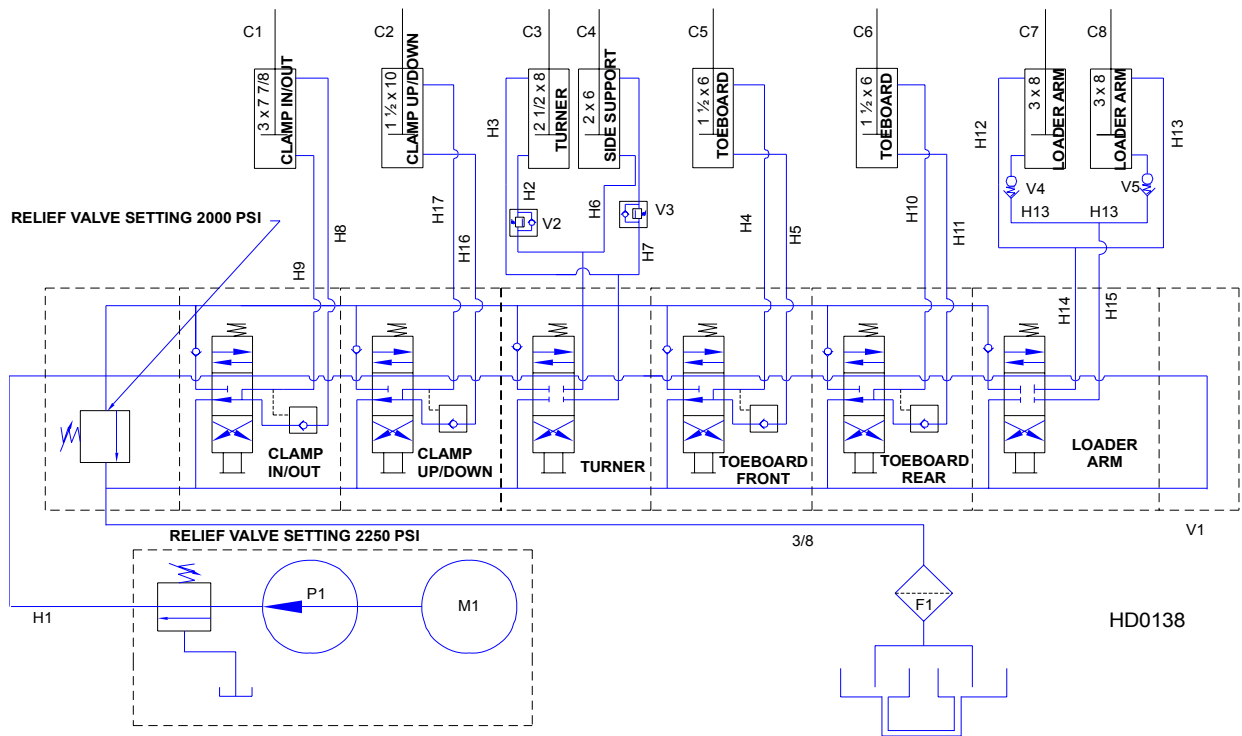 C1
C2
C3
C4
C5
C6
C7
C8
3 x 7 7/8
CLAMP IN/OUT
1 ½ x 10
CLAMP UP/DOWN
2 1/2 x 8
TURNER
2 x 6
SIDE SUPPORT
1 ½ x 6
TOEBOARD
1 ½ x 6
TOEBOARD
3 x 8
LOADER ARM
3 x 8
LOADER ARM
H3
H12
H13
H2
H6
V2
V3
V4
V5
H13
H13
RELIEF VALVE SETTING 2000 PSI
H9
H8
H17
H16
H7
H4
H5
H10
H11
H14
H15
CLAMP
IN/OUT
CLAMP
UP/DOWN
TURNER
TOEBOARD
FRONT
TOEBOARD
REAR
LOADER
ARM
RELIEF VALVE SETTING 2250 PSI
3/8
V1
H1
P1
M1
F1
HD0138